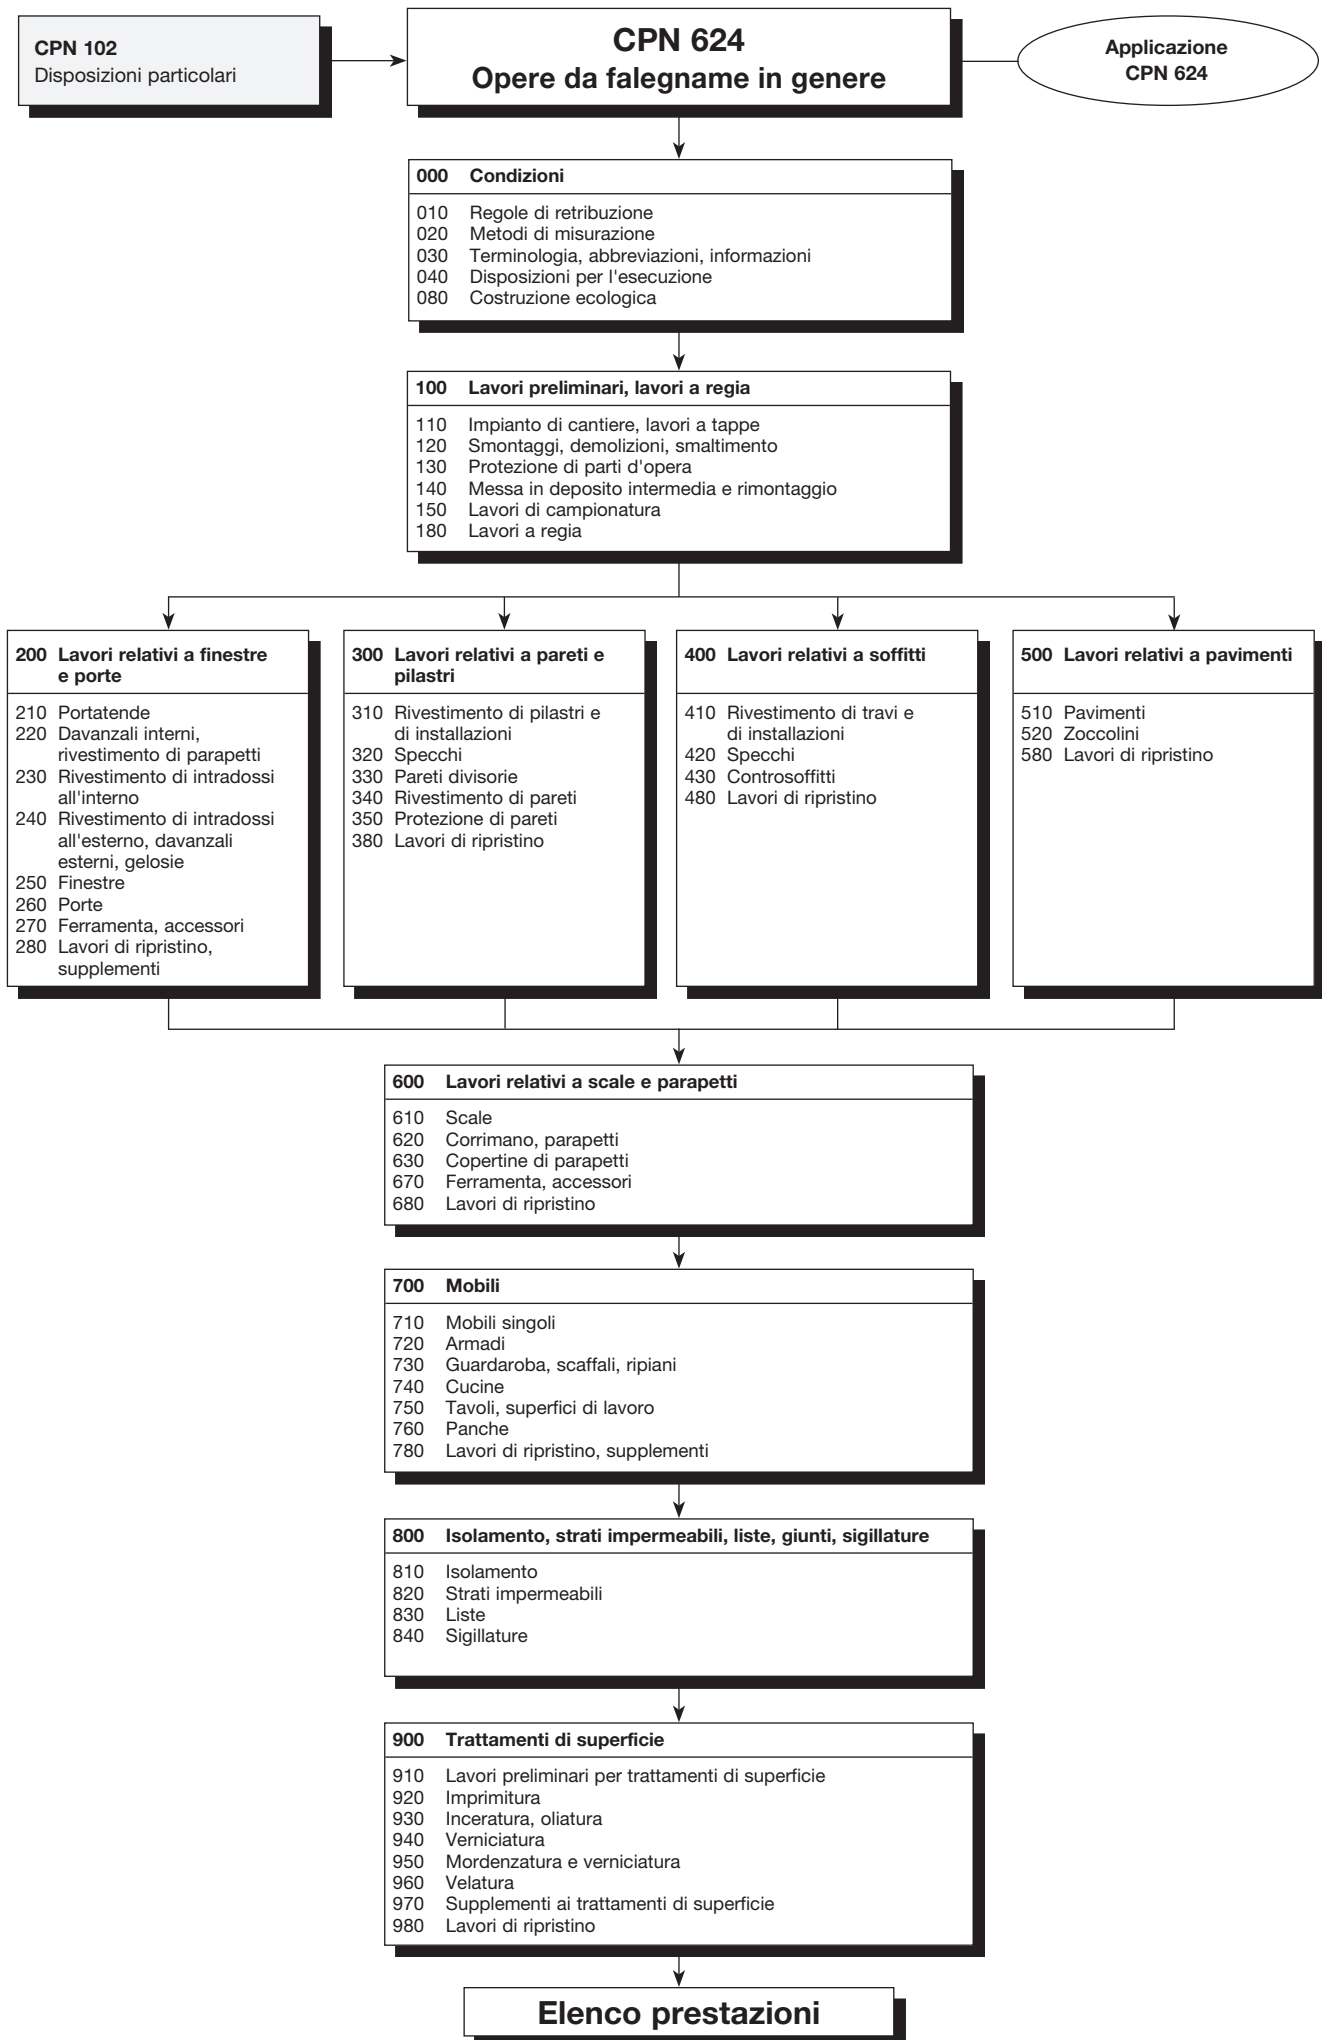 CPN 102
Disposizioni particolari
CPN 624
Opere da falegname in genere
Applicazione
CPN 624
000 Condizioni
010 Regole di retribuzione
020 Metodi di misurazione
030 Terminologia, abbreviazioni, informazioni
040 Disposizioni per l'esecuzione
080 Costruzione ecologica
100 Lavori preliminari, lavori a regia
110 Impianto di cantiere, lavori a tappe
120 Smontaggi, demolizioni, smaltimento
130 Protezione di parti d'opera
140 Messa in deposito intermedia e rimontaggio
150 Lavori di campionatura
180 Lavori a regia
200 Lavori relativi a finestre
e porte
210 Portatende
220 Davanzali interni,
rivestimento di parapetti
230 Rivestimento di intradossi
all'interno
240 Rivestimento di intradossi
all'esterno, davanzali
esterni, gelosie
250 Finestre
260 Porte
270 Ferramenta, accessori
280 Lavori di ripristino,
supplementi
300 Lavori relativi a pareti e
pilastri
310 Rivestimento di pilastri e
di installazioni
320 Specchi
330 Pareti divisorie
340 Rivestimento di pareti
350 Protezione di pareti
380 Lavori di ripristino
400 Lavori relativi a soffitti
410 Rivestimento di travi e
di installazioni
420 Specchi
430 Controsoffitti
480 Lavori di ripristino
500 Lavori relativi a pavimenti
510 Pavimenti
520 Zoccolini
580 Lavori di ripristino
600 Lavori relativi a scale e parapetti
610 Scale
620 Corrimano, parapetti
630 Copertine di parapetti
670 Ferramenta, accessori
680 Lavori di ripristino
700 Mobili
710 Mobili singoli
720 Armadi
730 Guardaroba, scaffali, ripiani
740 Cucine
750 Tavoli, superfici di lavoro
760 Panche
780 Lavori di ripristino, supplementi
800 Isolamento, strati impermeabili, liste, giunti, sigillature
810 Isolamento
820 Strati impermeabili
830 Liste
840 Sigillature
900 Trattamenti di superficie
910 Lavori preliminari per trattamenti di superficie
920 Imprimitura
930 Inceratura, oliatura
940 Verniciatura
950 Mordenzatura e verniciatura
960 Velatura
970 Supplementi ai trattamenti di superficie
980 Lavori di ripristino
Elenco prestazioni